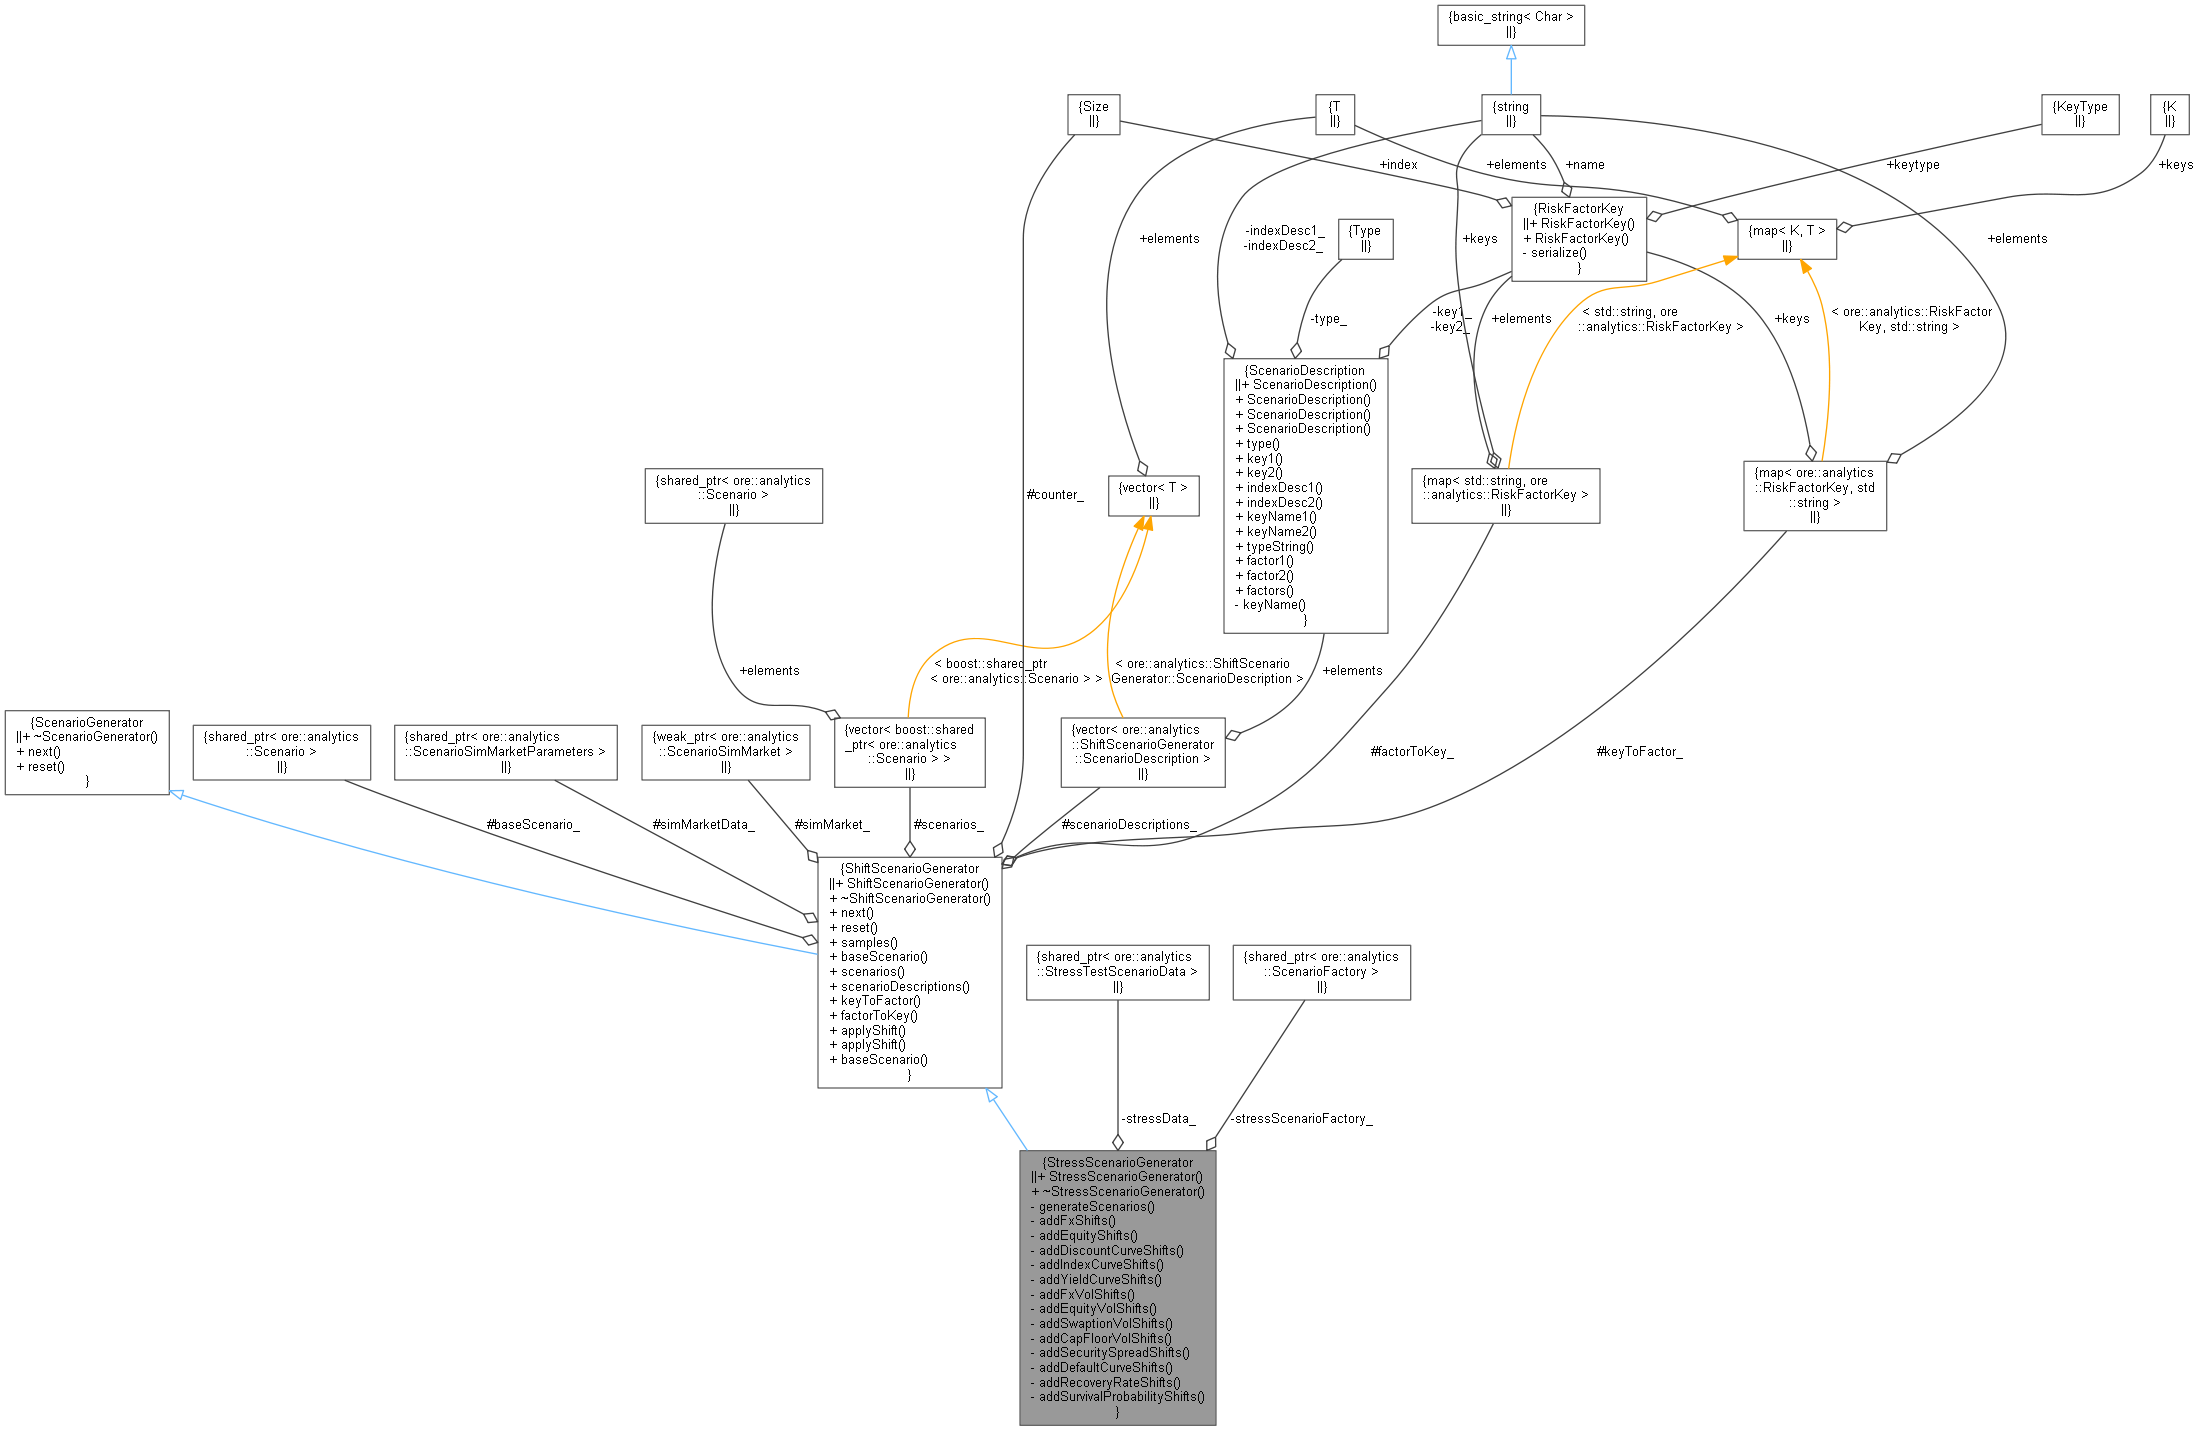 {basic_string< Char >
||}
{Size
||}
{T
||}
{string
||}
{KeyType
||}
{K
||}
+index
+elements
+name
+keytype
+keys
{RiskFactorKey
||+ RiskFactorKey()
+ RiskFactorKey()
- serialize()
}
{map< K, T >
||}
{Type
||}
+elements
-indexDesc1_
-indexDesc2_
+keys
+elements
-type_
-key1_
-key2_
+elements
< std::string, ore
::analytics::RiskFactorKey >
+keys
< ore::analytics::RiskFactor
Key, std::string >
{ScenarioDescription
||+ ScenarioDescription()
+ ScenarioDescription()
+ ScenarioDescription()
+ ScenarioDescription()
+ type()
+ key1()
+ key2()
+ indexDesc1()
+ indexDesc2()
+ keyName1()
+ keyName2()
+ typeString()
+ factor1()
+ factor2()
+ factors()
- keyName()
}
{shared_ptr< ore::analytics
::Scenario >
||}
#counter_
{vector< T >
||}
{map< std::string, ore
::analytics::RiskFactorKey >
||}
{map< ore::analytics
::RiskFactorKey, std
::string >
||}
+elements
< boost::shared_ptr
< ore::analytics::Scenario > >
< ore::analytics::ShiftScenario
Generator::ScenarioDescription >
+elements
{ScenarioGenerator
||+ ~ScenarioGenerator()
+ next()
+ reset()
}
{shared_ptr< ore::analytics
::Scenario >
||}
{shared_ptr< ore::analytics
::ScenarioSimMarketParameters >
||}
{weak_ptr< ore::analytics
::ScenarioSimMarket >
||}
{vector< boost::shared
_ptr< ore::analytics
::Scenario > >
||}
{vector< ore::analytics
::ShiftScenarioGenerator
::ScenarioDescription >
||}
#factorToKey_
#keyToFactor_
#baseScenario_
#simMarketData_
#simMarket_
#scenarios_
#scenarioDescriptions_
{ShiftScenarioGenerator
||+ ShiftScenarioGenerator()
+ ~ShiftScenarioGenerator()
+ next()
+ reset()
+ samples()
+ baseScenario()
+ scenarios()
+ scenarioDescriptions()
+ keyToFactor()
+ factorToKey()
+ applyShift()
+ applyShift()
+ baseScenario()
}
{shared_ptr< ore::analytics
::StressTestScenarioData >
||}
{shared_ptr< ore::analytics
::ScenarioFactory >
||}
-stressData_
-stressScenarioFactory_
{StressScenarioGenerator
||+ StressScenarioGenerator()
+ ~StressScenarioGenerator()
- generateScenarios()
- addFxShifts()
- addEquityShifts()
- addDiscountCurveShifts()
- addIndexCurveShifts()
- addYieldCurveShifts()
- addFxVolShifts()
- addEquityVolShifts()
- addSwaptionVolShifts()
- addCapFloorVolShifts()
- addSecuritySpreadShifts()
- addDefaultCurveShifts()
- addRecoveryRateShifts()
- addSurvivalProbabilityShifts()
}